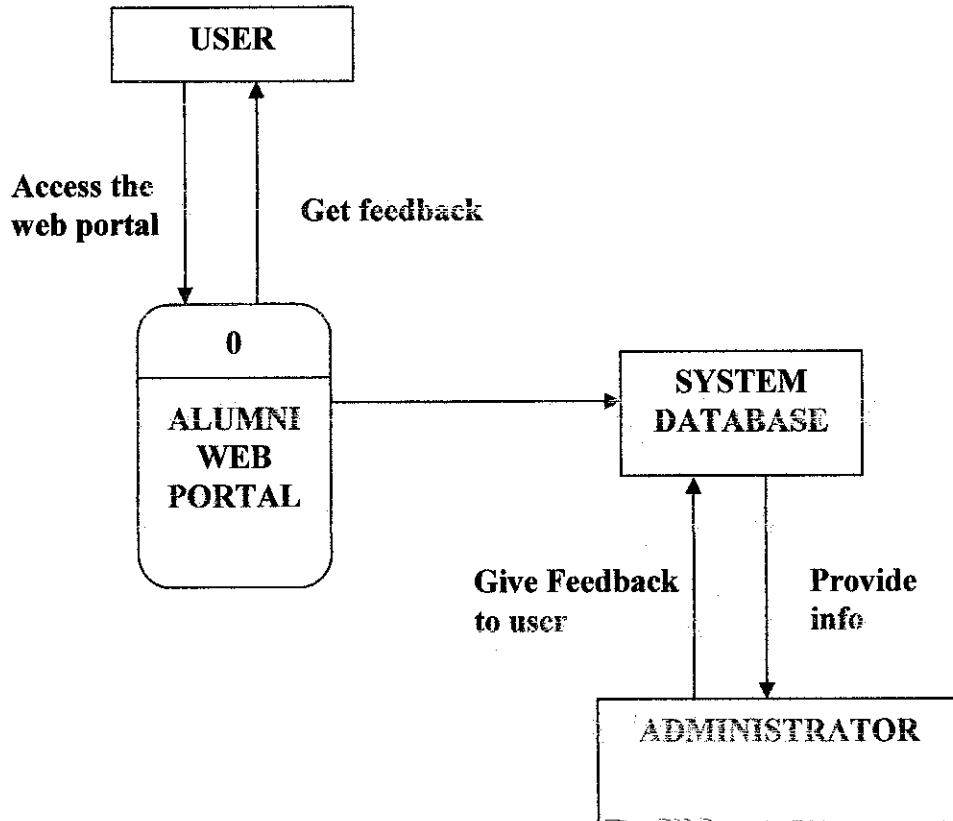 USER
Access the
web portal
Get feedback
0
ALUMNI
WEB
PORTAL
SYSTEM
DATABASE
Give Feedback
to user
Provide
info
ADMINISTRATOR